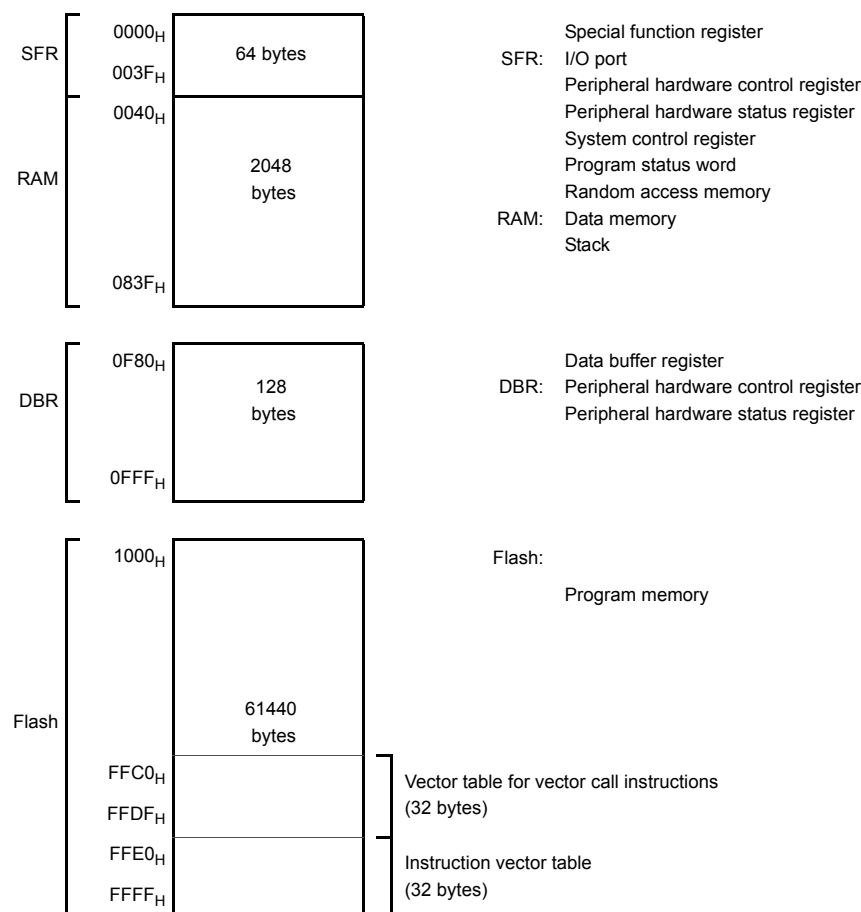 0000H
SFR
64 bytes
003FH
0040H
RAM
2048
bytes
083FH
Special function register
SFR: I/O port
Peripheral hardware control register
Peripheral hardware status register
System control register
Program status word
Random access memory
RAM: Data memory
Stack
0F80H
DBR
128
bytes
0FFFH
Data buffer register
DBR: Peripheral hardware control register
Peripheral hardware status register
1000H
Flash:
Program memory
Flash
61440
bytes
FFC0H
FFDFH
Vector table for vector call instructions
(32 bytes)
FFE0H
FFFFH
Instruction vector table
(32 bytes)